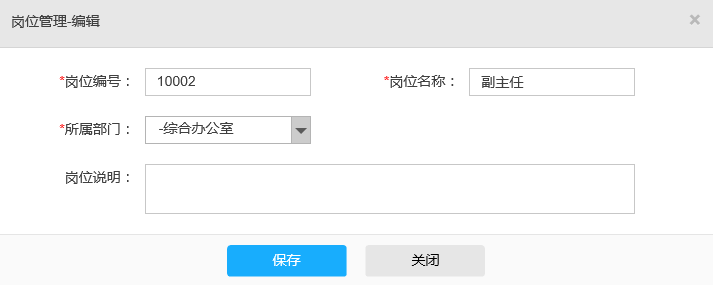 岗位管理-编辑 ×
*岗位编号： 10002 *岗位名称： 副主任
*所属部门： -综合办公室
岗位说明：
保存 关闭